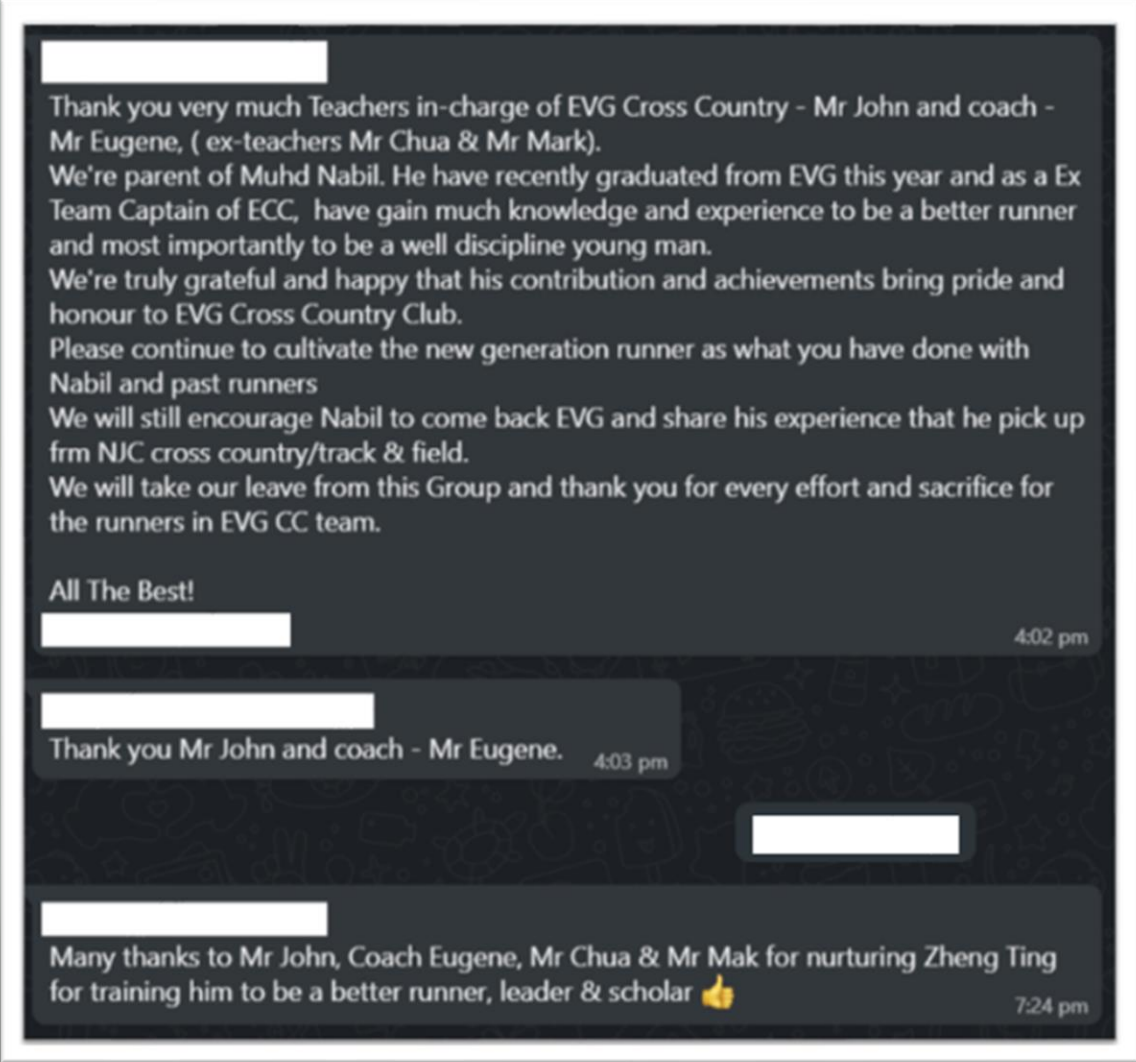 Thank you very much Teachers in-charge of EVG Cross Country - Mr John and coach -
Mr Eugene, ( ex-teachers Mr Chua & Mr Mark).
We're parent of Muhd Nabil. He have recently graduated from EVG this year and as a Ex
Team Captain of ECC,  have gain much knowledge and experience to be a better runner
and most importantly to be a well discipline young man.
We're truly grateful and happy that his contribution and achievements bring pride and
honour to EVG Cross Country Club.
Please continue to cultivate the new generation runner as what you have done with
Nabil and past runners
We will still encourage Nabil to come back EVG and share his experience that he pick up
frm NJC cross country/track & field.
We will take our leave from this Group and thank you for every effort and sacrifice for
the runners in EVG CC team.
All The Best!
4:02 pm
Thank you Mr John and coach - Mr Eugene.
4:03 pm
Many thanks to Mr John, Coach Eugene, Mr Chua & Mr Mak for nurturing Zheng Ting
for training him to be a better runner, leader & scholar 👍
7:24 pm